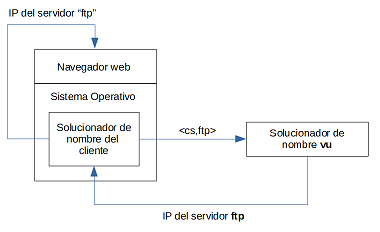 IP del servidor “ftp”
Navegador web
Sistema Operativo
Solucionador de
nombre del
cliente
<cs,ftp>
Solucionador de
nombre vu
IP del servidor ftp